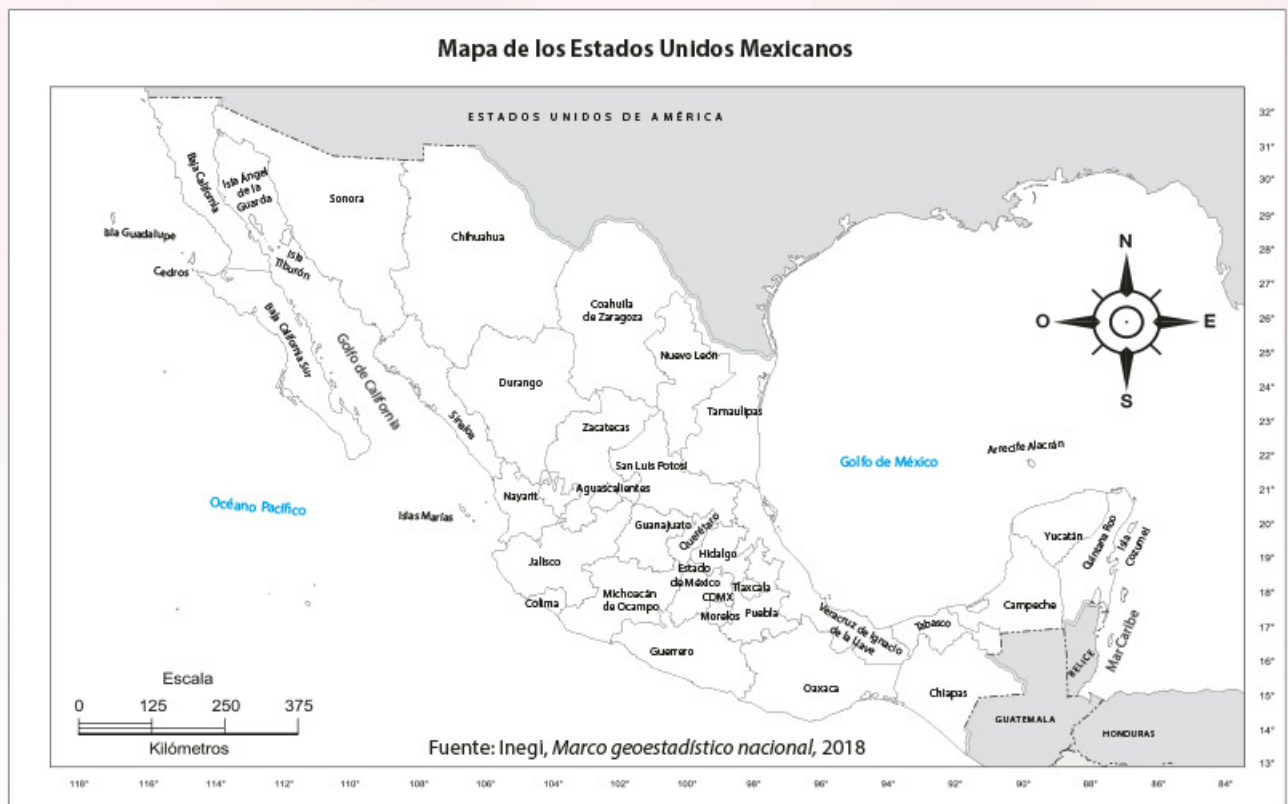 Mapa de los Estados Unidos Mexicanos
ESTADOS UNIDOS DE AMÉRICA
32°
31°
30°
29°
28°
27°
26°
25°
24°
23°
22°
21°
20°
19°
18°
17°
16°
15°
14°
13°
Baja California
Isla Ángel
de la
Guarda
Sonora
Chihuahua
Isla Guadalupe
Isla
Tiburón
Cedros
Coahuila
de Zaragoza
Baja California Sur
Golfo de California
Nuevo León
Durango
Sinaloa
Tamaulipas
Zacatecas
San Luis Potosí
N
O
E
S
Arrecife Alacrán
Golfo de México
Océano Pacífico
Islas Marías
Nayarit
Aguascalientes
Guanajuato
Querétaro
Hidalgo
Jalisco
Estado
de México
Tlaxcala
CDMX
Colima
Michoacán
de Ocampo
Morelos
Puebla
Veracruz de Ignacio
de la Llave
Guerrero
Oaxaca
Tabasco
Chiapas
Yucatán
Quintana Roo
Isla
Cozumel
Campeche
BELICE
Mar Caribe
GUATEMALA
HONDURAS
Escala
0 125 250 375
Kilómetros
Fuente: Inegi, Marco geoestadístico nacional, 2018
118° 116° 114° 112° 110° 108° 106° 104° 102° 100° 98° 96° 94° 92° 90° 88° 86° 84°